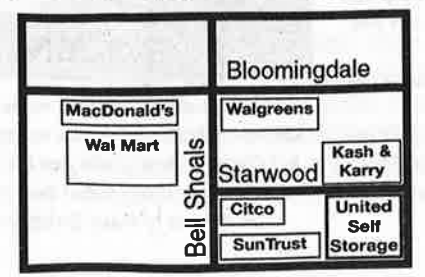 Bloomingdale
MacDonald's
Walgreens
Wal Mart
Bell Shoals
Kash &
Karry
Starwood
Citco
United
Self
Storage
SunTrust